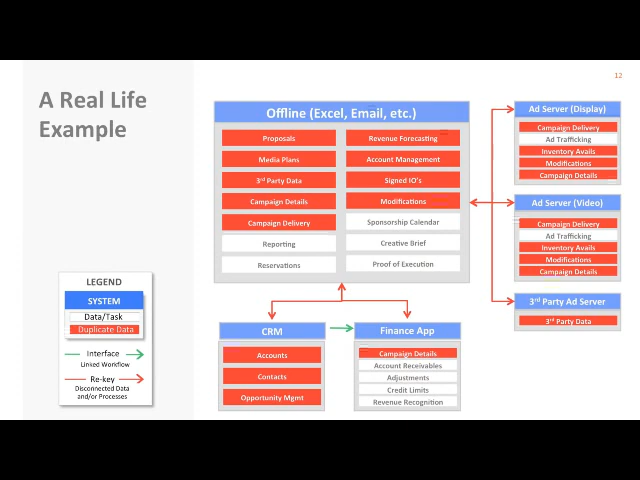 12
A Real Life
Example
Offline (Excel, Email, etc.)
Proposals
Revenue Forecasting
Media Plans
Account Management
3rd Party Data
Signed IO's
Campaign Details
Modifications
Campaign Delivery
Sponsorship Calendar
Reporting
Creative Brief
Reservations
Proof of Execution
Ad Server (Display)
Campaign Delivery
Ad Trafficking
Inventory Avails
Modifications
Campaign Details
Ad Server (Video)
Campaign Delivery
Ad Trafficking
Inventory Avails
Modifications
Campaign Details
3rd Party Ad Server
3rd Party Data
CRM
Accounts
Contacts
Opportunity Mgmt
Finance App
Campaign Details
Account Receivables
Adjustments
Credit Limits
Revenue Recognition
LEGEND
SYSTEM
Data/Task
Duplicate Data
Interface
Linked Workflow
Re-key
Disconnected Data
and/or Processes